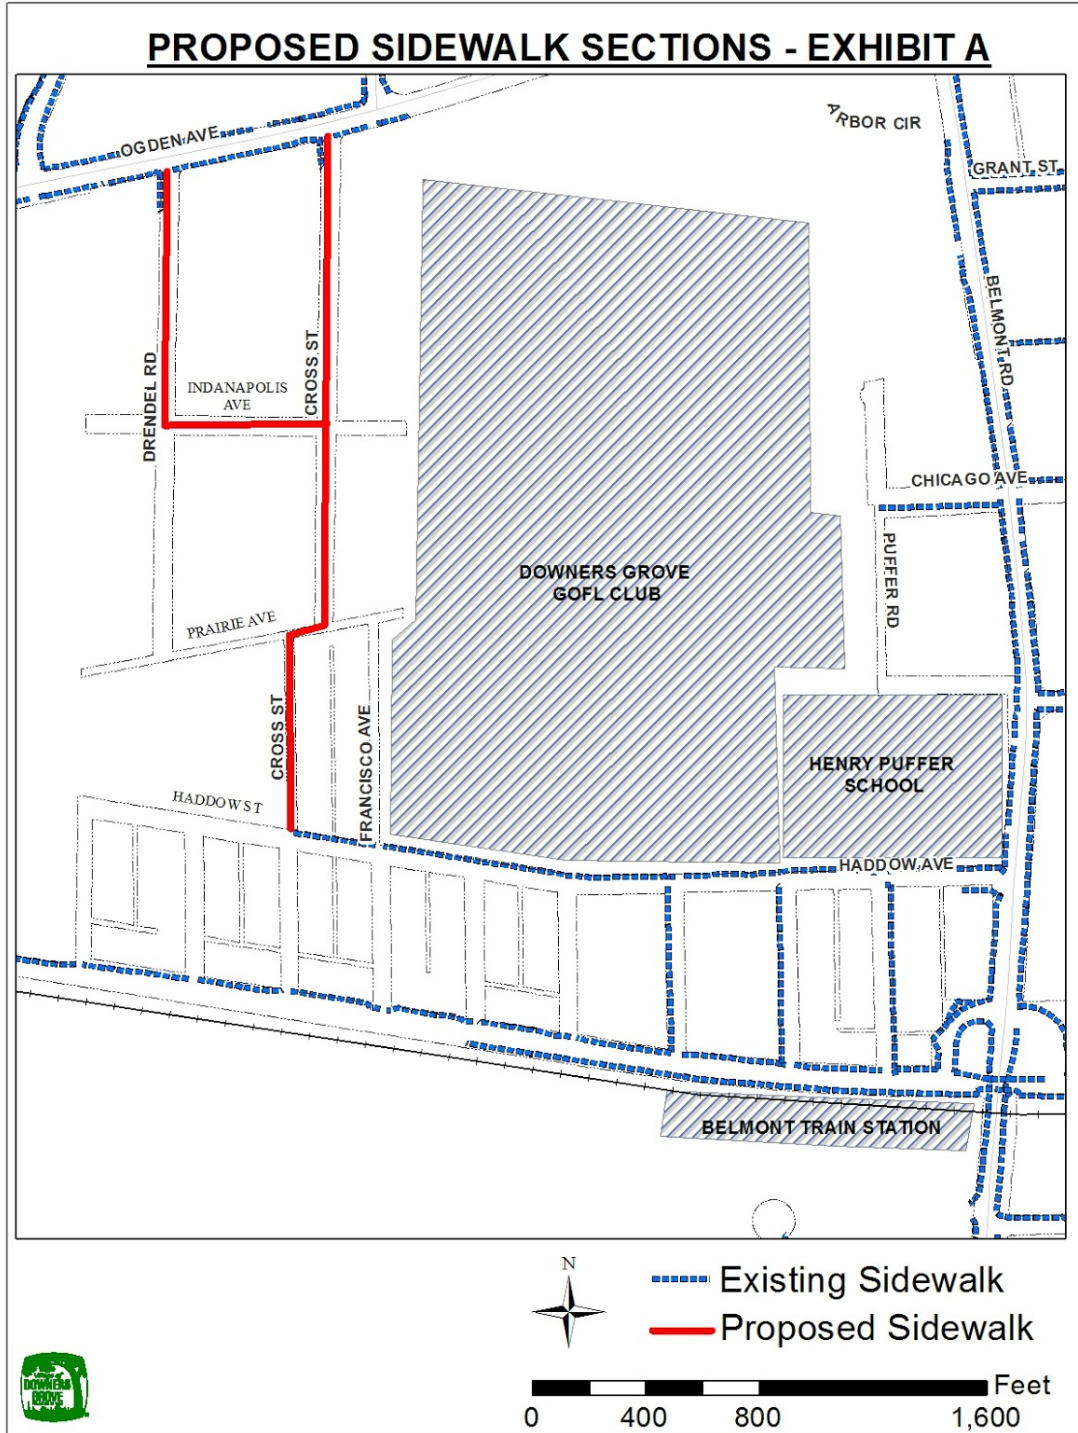 PROPOSED SIDEWALK SECTIONS - EXHIBIT A
ARBOR CIR
OGDEN AVE
GRANT ST
BELMONT RD
CROSS ST
DRENDEL RD
INDANAPOLIS
AVE
CHICAGO AVE
PUFFER RD
DOWNERS GROVE
GOFL CLUB
PRAIRIE AVE
CROSS ST
FRANCISCO AVE
HENRY PUFFER
SCHOOL
HADDOW ST
HADDOW AVE
BELMONT TRAIN STATION
N
Existing Sidewalk
Proposed Sidewalk
DOWNERS
GROVE
Feet
0 400 800 1,600